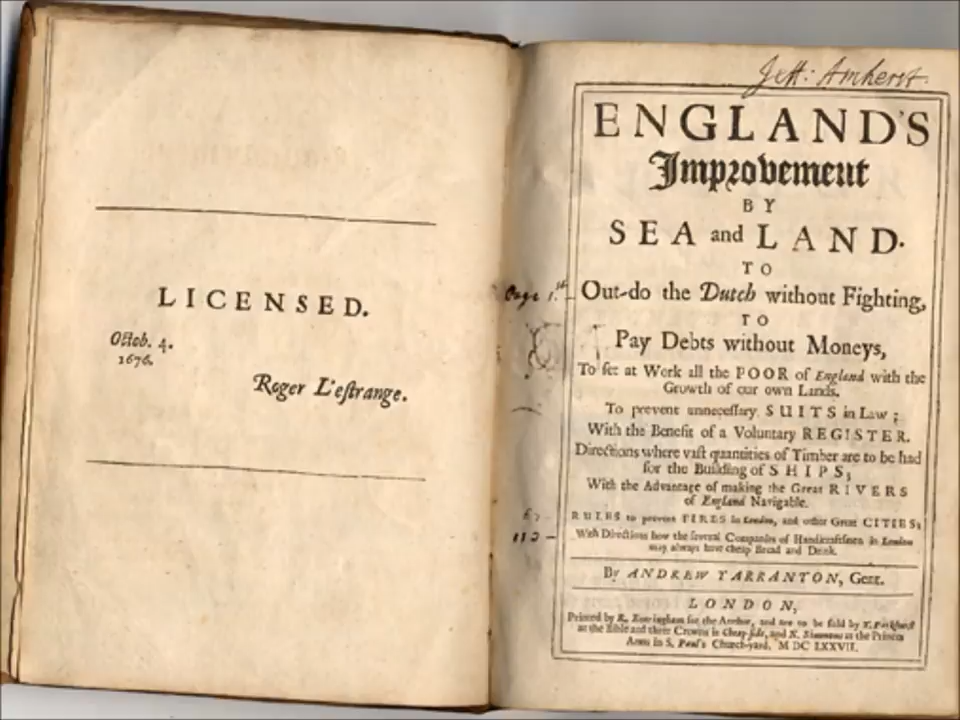 LICENSED.
Octob. 4.
1676.
Roger L'estrange.
Jeff: Amherst.
ENGLAND'S
Improvement
BY
SEA and LAND.
TO
Out-do the Dutch without Fighting,
TO
Pay Debts without Moneys,
To set at Work all the POOR of England with the
Growth of our own Lands.
To prevent unnecessary SUITS in Law;
With the Benefit of a Voluntary REGISTER.
Directions where vast quantities of Timber are to be had
for the Building of SHIPS;
With the Advantage of making the Great RIVERS
of England Navigable.
RULES to prevent FIRES in London, and other Great CITIES;
With Directions how the several Companies of Handicraftsmen in London
may always have cheap Bread and Drink.
By ANDREW YARRANTON, Gent.
LONDON,
Printed by R. Everingham for the Author, and are to be sold by T. Parkhurst
at the Bible and three Crowns in Cheap-side, and N. Simmons at the Princes
Arms in S. Paul's Church-yard, M DC LXXVII.